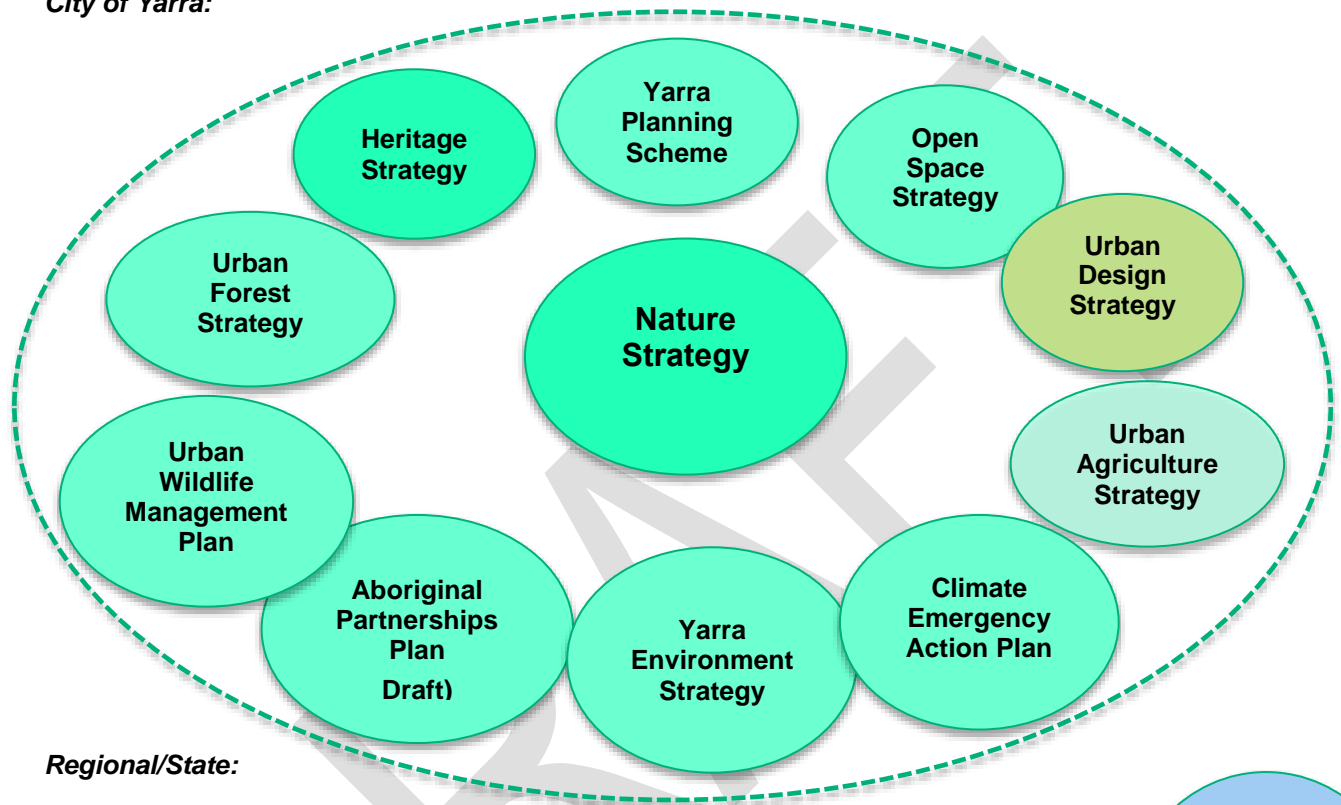 City of Yarra:
Yarra
Planning
Scheme
Heritage
Strategy
Open
Space
Strategy
Urban
Forest
Strategy
Urban
Design
Strategy
Nature
Strategy
Urban
Agriculture
Strategy
Urban
Wildlife
Management
Plan
Aboriginal
Partnerships
Plan
Draft)
Yarra
Environment
Strategy
Climate
Emergency
Action Plan
Regional/State: